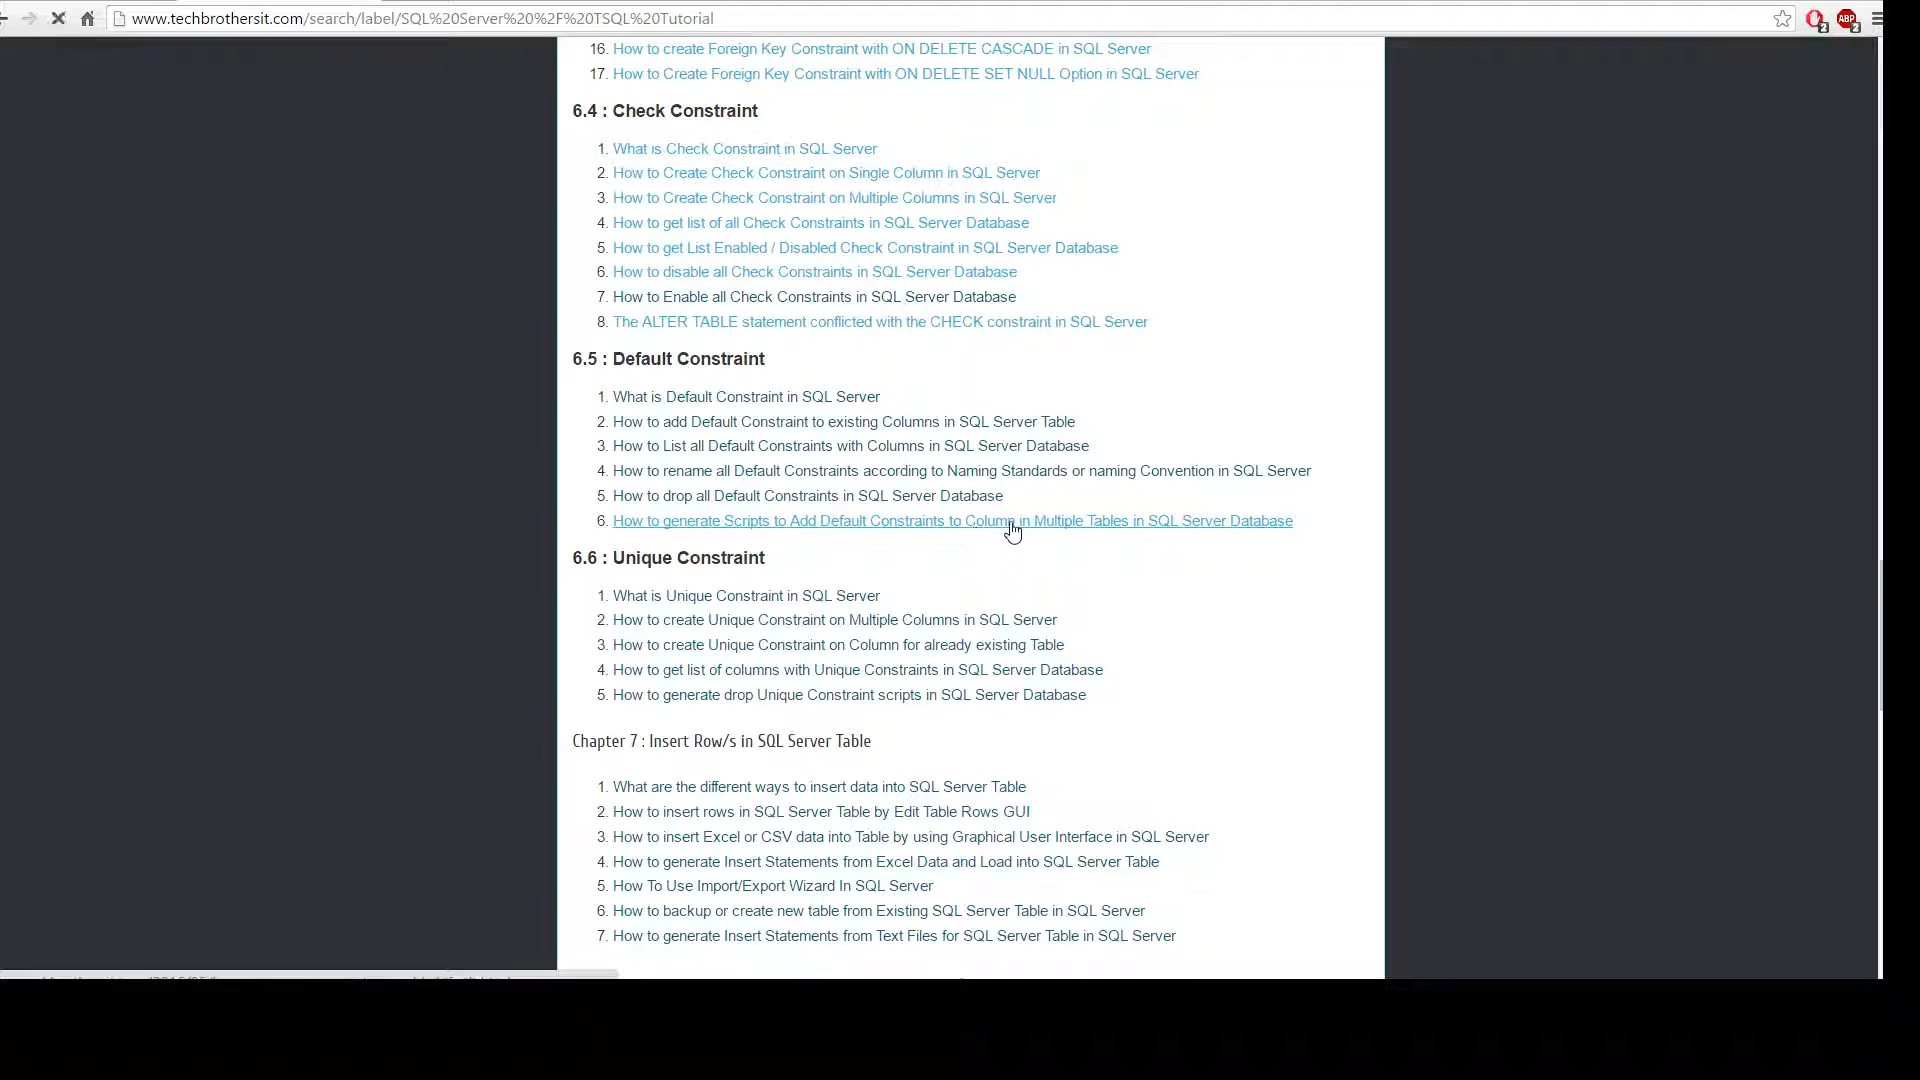 www.techbrothersit.com/search/label/SQL%20Server%20%2F%20TSQL%20Tutorial
2
ABP
2
16. How to create Foreign Key Constraint with ON DELETE CASCADE in SQL Server
17. How to Create Foreign Key Constraint with ON DELETE SET NULL Option in SQL Server
6.4 : Check Constraint
1. What is Check Constraint in SQL Server
2. How to Create Check Constraint on Single Column in SQL Server
3. How to Create Check Constraint on Multiple Columns in SQL Server
4. How to get list of all Check Constraints in SQL Server Database
5. How to get List Enabled / Disabled Check Constraint in SQL Server Database
6. How to disable all Check Constraints in SQL Server Database
7. How to Enable all Check Constraints in SQL Server Database
8. The ALTER TABLE statement conflicted with the CHECK constraint in SQL Server
6.5 : Default Constraint
1. What is Default Constraint in SQL Server
2. How to add Default Constraint to existing Columns in SQL Server Table
3. How to List all Default Constraints with Columns in SQL Server Database
4. How to rename all Default Constraints according to Naming Standards or naming Convention in SQL Server
5. How to drop all Default Constraints in SQL Server Database
6. How to generate Scripts to Add Default Constraints to Column in Multiple Tables in SQL Server Database
6.6 : Unique Constraint
1. What is Unique Constraint in SQL Server
2. How to create Unique Constraint on Multiple Columns in SQL Server
3. How to create Unique Constraint on Column for already existing Table
4. How to get list of columns with Unique Constraints in SQL Server Database
5. How to generate drop Unique Constraint scripts in SQL Server Database
Chapter 7 : Insert Row/s in SQL Server Table
1. What are the different ways to insert data into SQL Server Table
2. How to insert rows in SQL Server Table by Edit Table Rows GUI
3. How to insert Excel or CSV data into Table by using Graphical User Interface in SQL Server
4. How to generate Insert Statements from Excel Data and Load into SQL Server Table
5. How To Use Import/Export Wizard In SQL Server
6. How to backup or create new table from Existing SQL Server Table in SQL Server
7. How to generate Insert Statements from Text Files for SQL Server Table in SQL Server